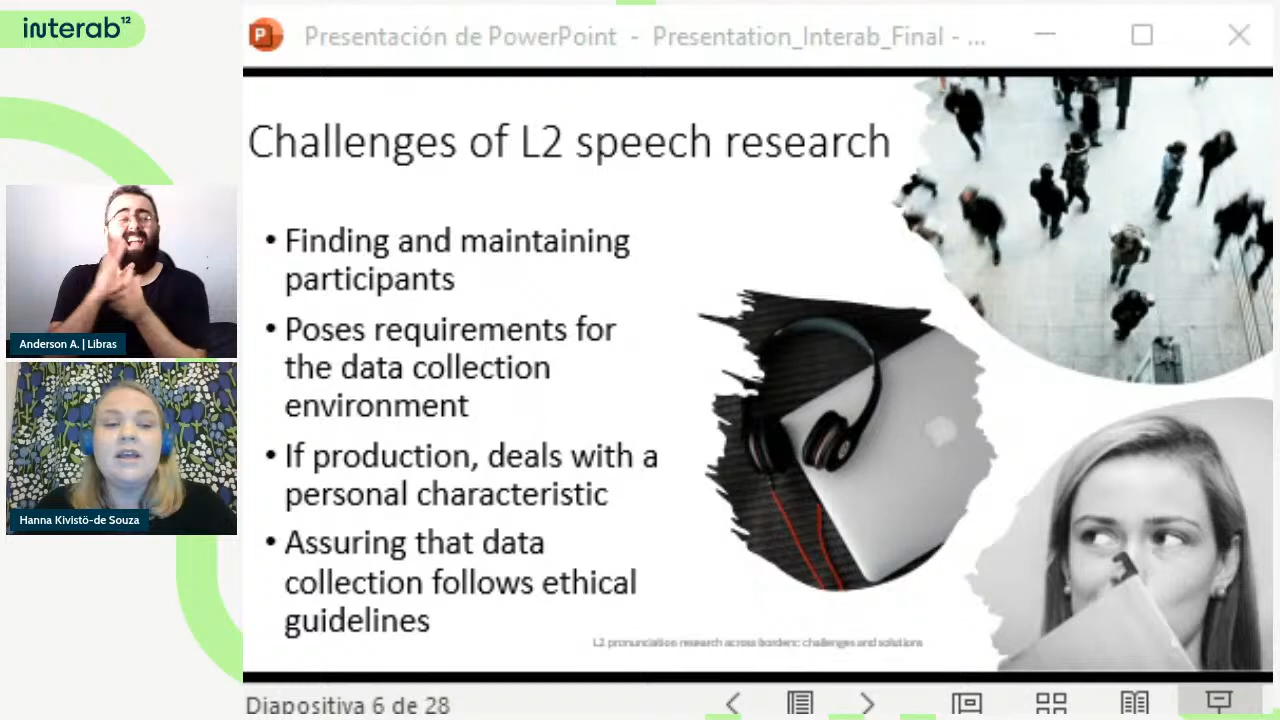 interab¹²
Presentación de PowerPoint - Presentation_Interab_Final - ...
Challenges of L2 speech research
• Finding and maintaining
participants
• Poses requirements for
the data collection
environment
• If production, deals with a
personal characteristic
• Assuring that data
collection follows ethical
guidelines
L2 pronunciation research across borders: challenges and solutions
Anderson A. | Libras
Hanna Kivistö-de Souza
Diapositiva 6 de 28